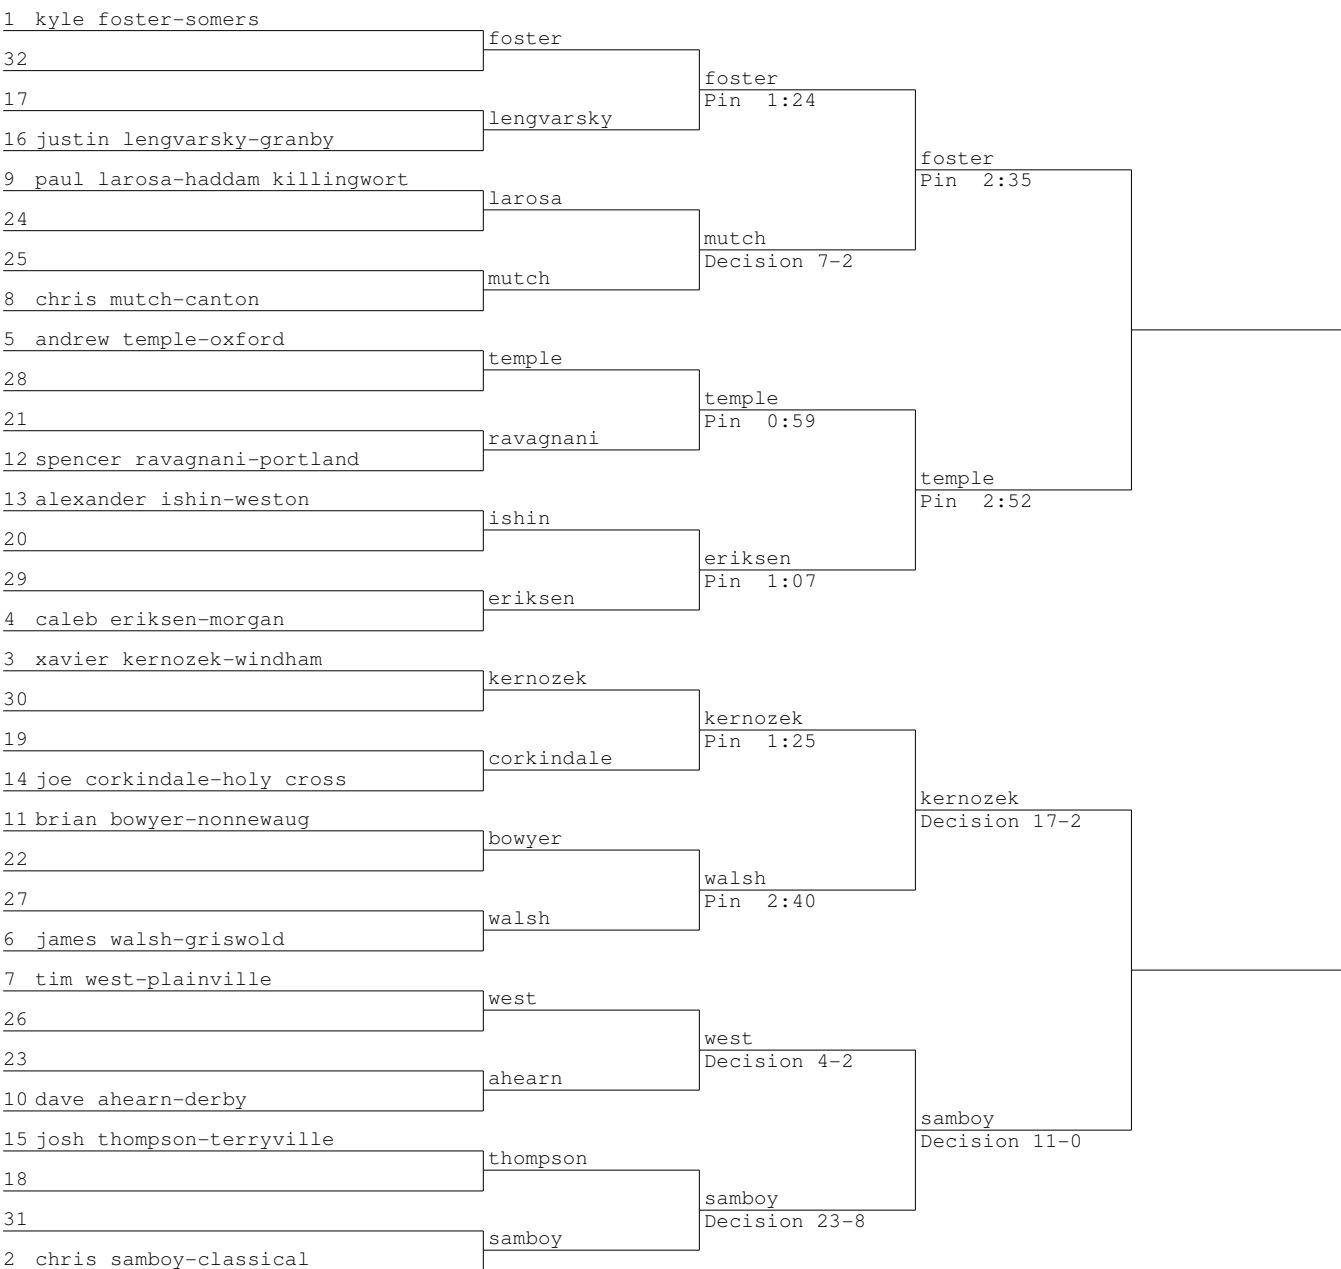 1 kyle foster-somers
foster
32
foster
Pin 1:24
17
lengvarsky
16 justin lengvarsky-granby
foster
Pin 2:35
9 paul larosa-haddam killingwort
larosa
24
mutch
Decision 7-2
25
mutch
8 chris mutch-canton
5 andrew temple-oxford
temple
28
temple
Pin 0:59
21
ravagnani
12 spencer ravagnani-portland
temple
Pin 2:52
13 alexander ishin-weston
ishin
20
eriksen
Pin 1:07
29
eriksen
4 caleb eriksen-morgan
3 xavier kernozek-windham
kernozek
30
kernozek
Pin 1:25
19
corkindale
14 joe corkindale-holy cross
kernozek
Decision 17-2
11 brian bowyer-nonnewaug
bowyer
22
walsh
Pin 2:40
27
walsh
6 james walsh-griswold
7 tim west-plainville
west
26
west
Decision 4-2
23
ahearn
10 dave ahearn-derby
samboy
Decision 11-0
15 josh thompson-terryville
thompson
18
samboy
Decision 23-8
31
samboy
2 chris samboy-classical